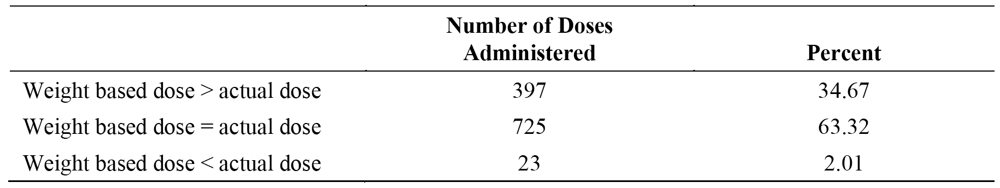 Number of Doses
Administered Percent
Weight based dose > actual dose 397 34.67
Weight based dose = actual dose 725 63.32
Weight based dose < actual dose 23 2.01